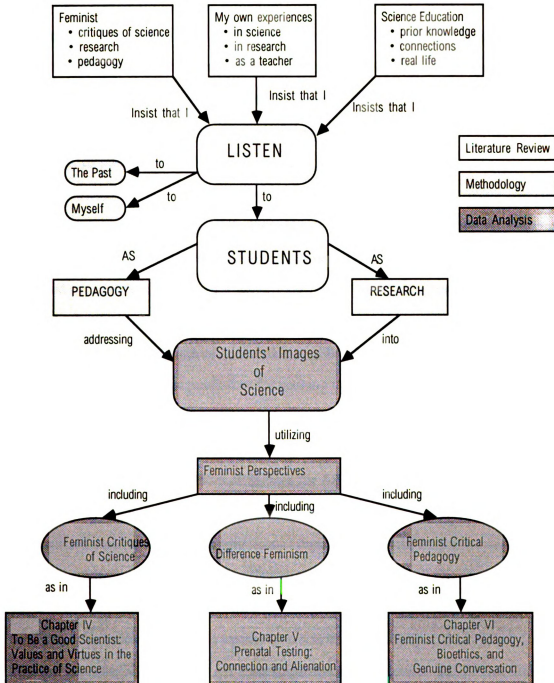 Feminist
• critiques of science
• research
• pedagogy
My own experiences
• in science
• in research
• as a teacher
Science Education
• prior knowledge
• connections
• real life
Insist that I
Insist that I
Insists that I
LISTEN
Literature Review
Methodology
Data Analysis
to
The Past
to
Myself
to
STUDENTS
AS
AS
PEDAGOGY
RESEARCH
addressing
into
Students' Images
of
Science
utilizing
Feminist Perspectives
including
including
including
Feminist Critiques
of Science
Difference Feminism
Feminist Critical
Pedagogy
as in
as in
as in
Chapter IV
To Be a Good Scientist:
Values and Virtues in the
Practice of Science
Chapter V
Prenatal Testing:
Connection and Alienation
Chapter VI
Feminist Critical Pedagogy,
Bioethics, and
Genuine Conversation